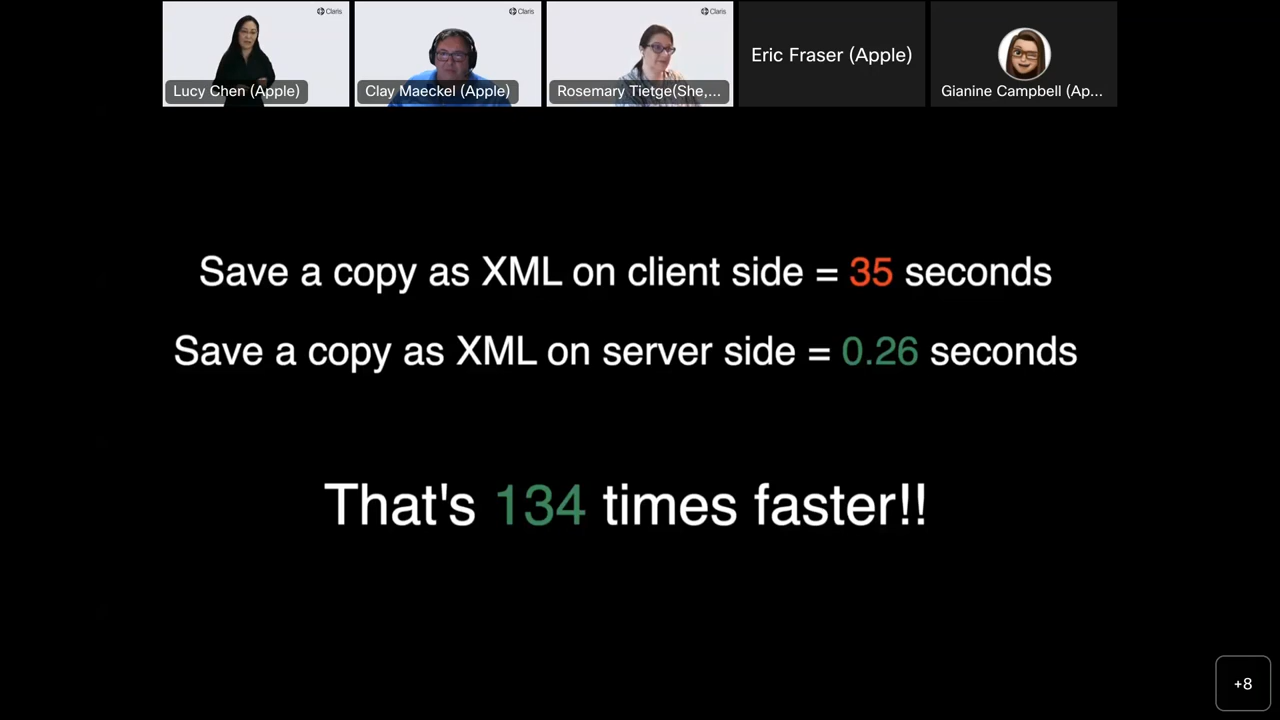 Claris
Claris
Claris
Lucy Chen (Apple)
Clay Maeckel (Apple)
Rosemary Tietge(She,...
Eric Fraser (Apple)
Gianine Campbell (Ap...
Save a copy as XML on client side = 35 seconds
Save a copy as XML on server side = 0.26 seconds
That's 134 times faster!!
+8